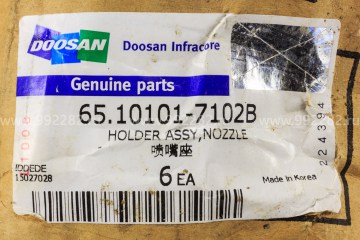 DOOSAN
Doosan Infracore
Genuine parts
65.10101-7102B
HOLDER ASSY,NOZZLE
喷嘴座
6 EA
Made in Korea
15027028
224394